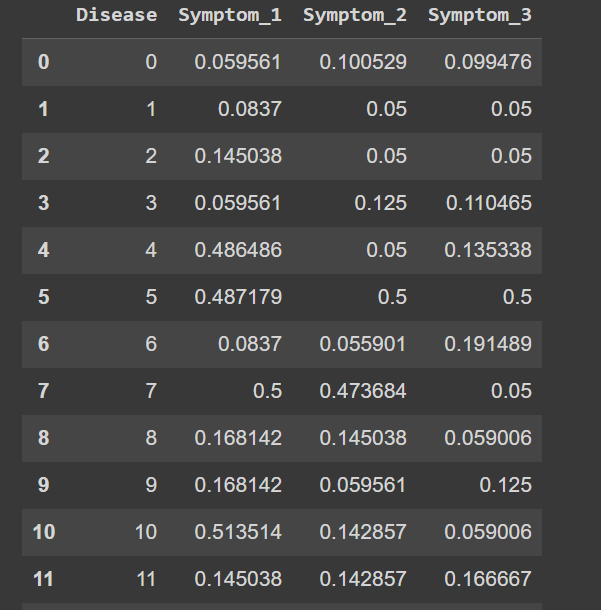 Disease Symptom_1 Symptom_2 Symptom_3
0 0 0.059561 0.100529 0.099476
1 1 0.0837 0.05 0.05
2 2 0.145038 0.05 0.05
3 3 0.059561 0.125 0.110465
4 4 0.486486 0.05 0.135338
5 5 0.487179 0.5 0.5
6 6 0.0837 0.055901 0.191489
7 7 0.5 0.473684 0.05
8 8 0.168142 0.145038 0.059006
9 9 0.168142 0.059561 0.125
10 10 0.513514 0.142857 0.059006
11 11 0.145038 0.142857 0.166667